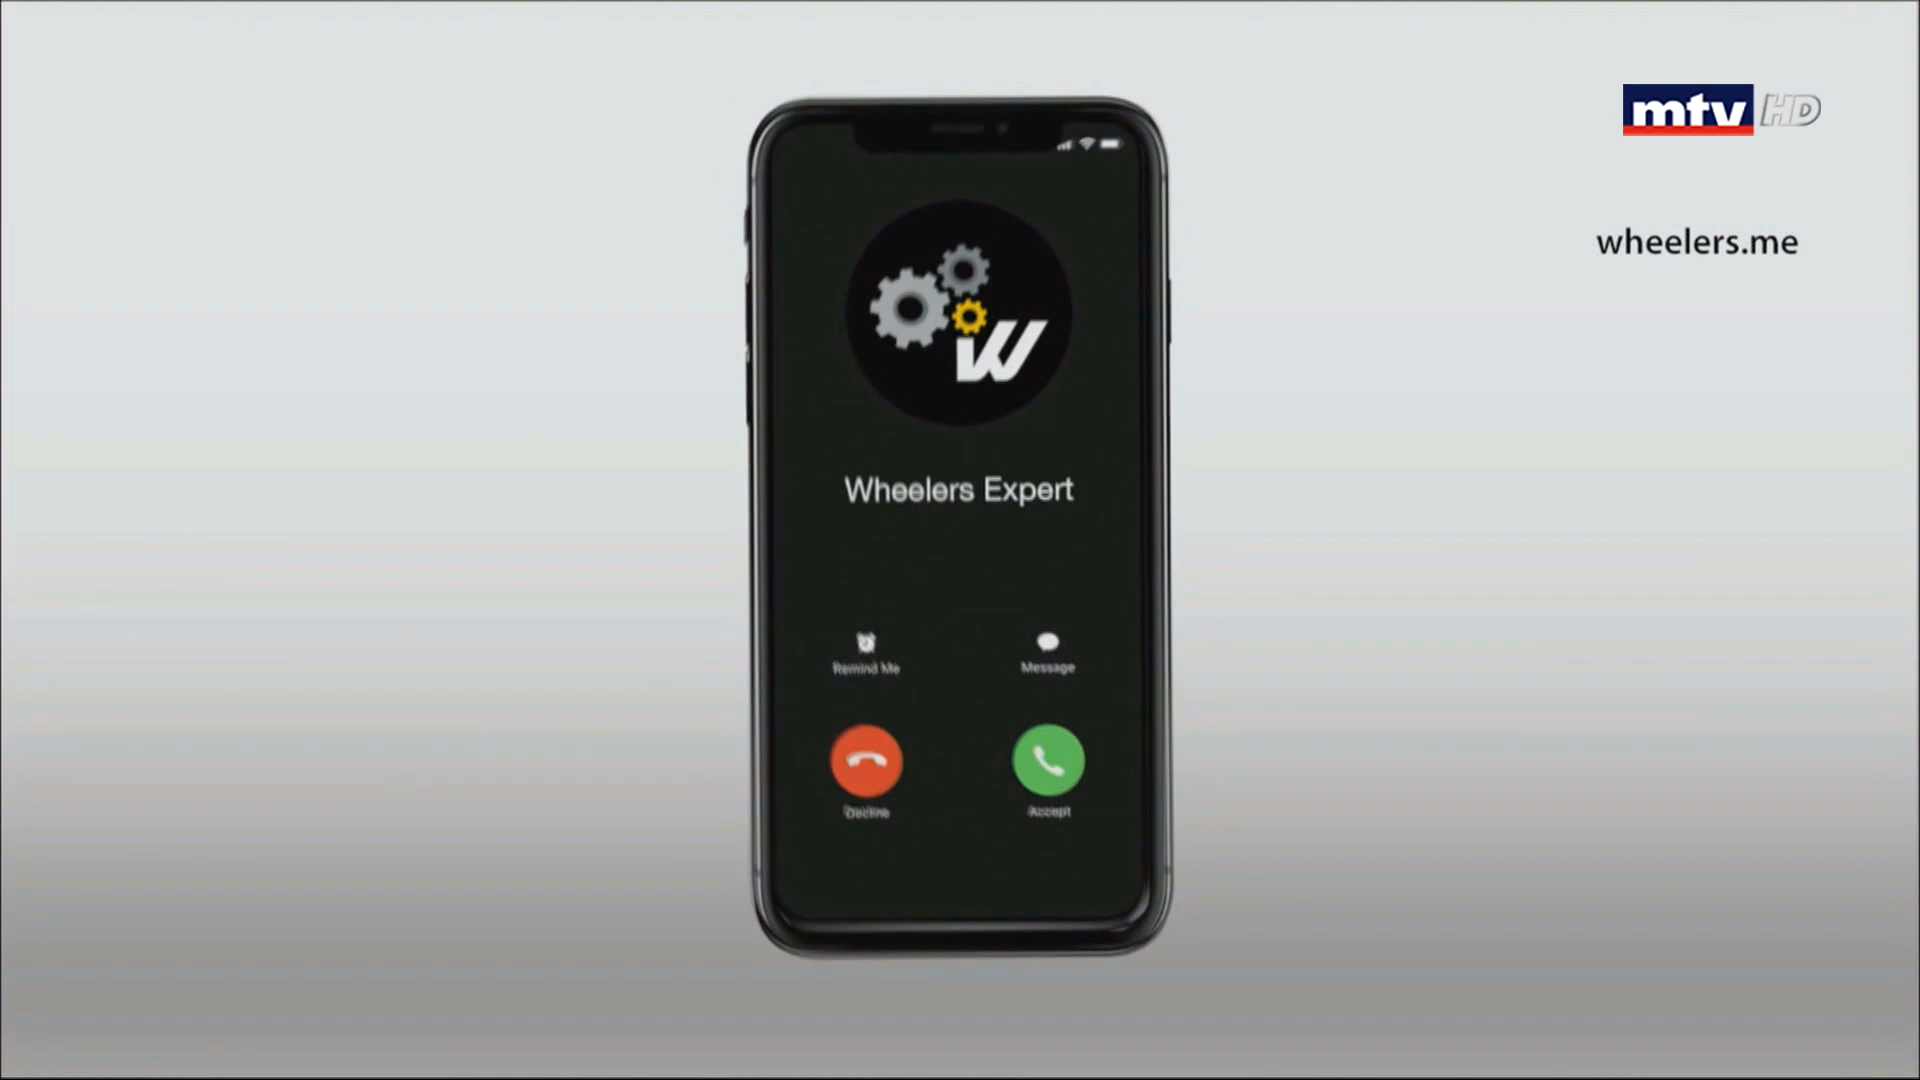 mtv HD
wheelers.me
W
Wheelers Expert
Remind Me
Message
Decline
Accept